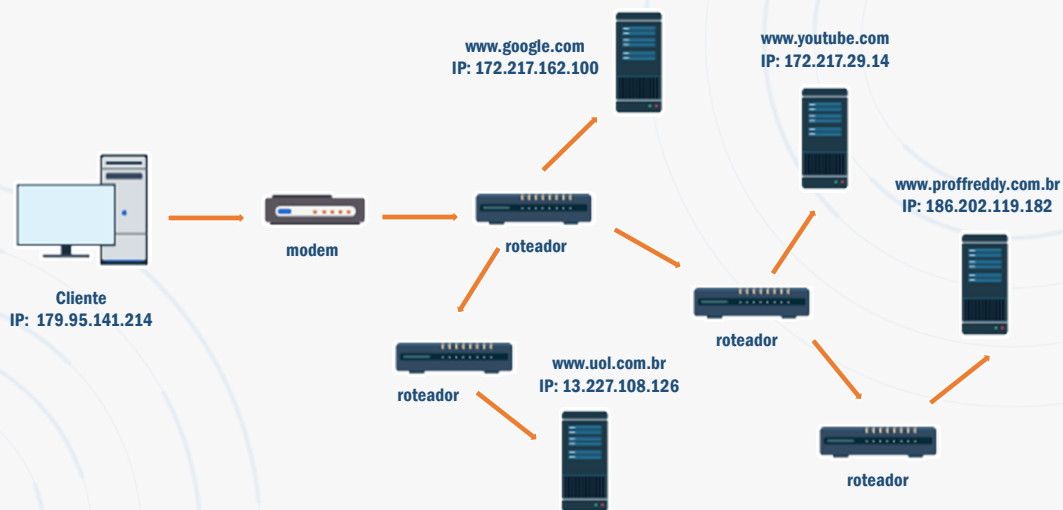 www.google.com
IP: 172.217.162.100
www.youtube.com
IP: 172.217.29.14
www.proffreddy.com.br
IP: 186.202.119.182
modem
roteador
Cliente
IP: 179.95.141.214
roteador
www.uol.com.br
IP: 13.227.108.126
roteador
roteador